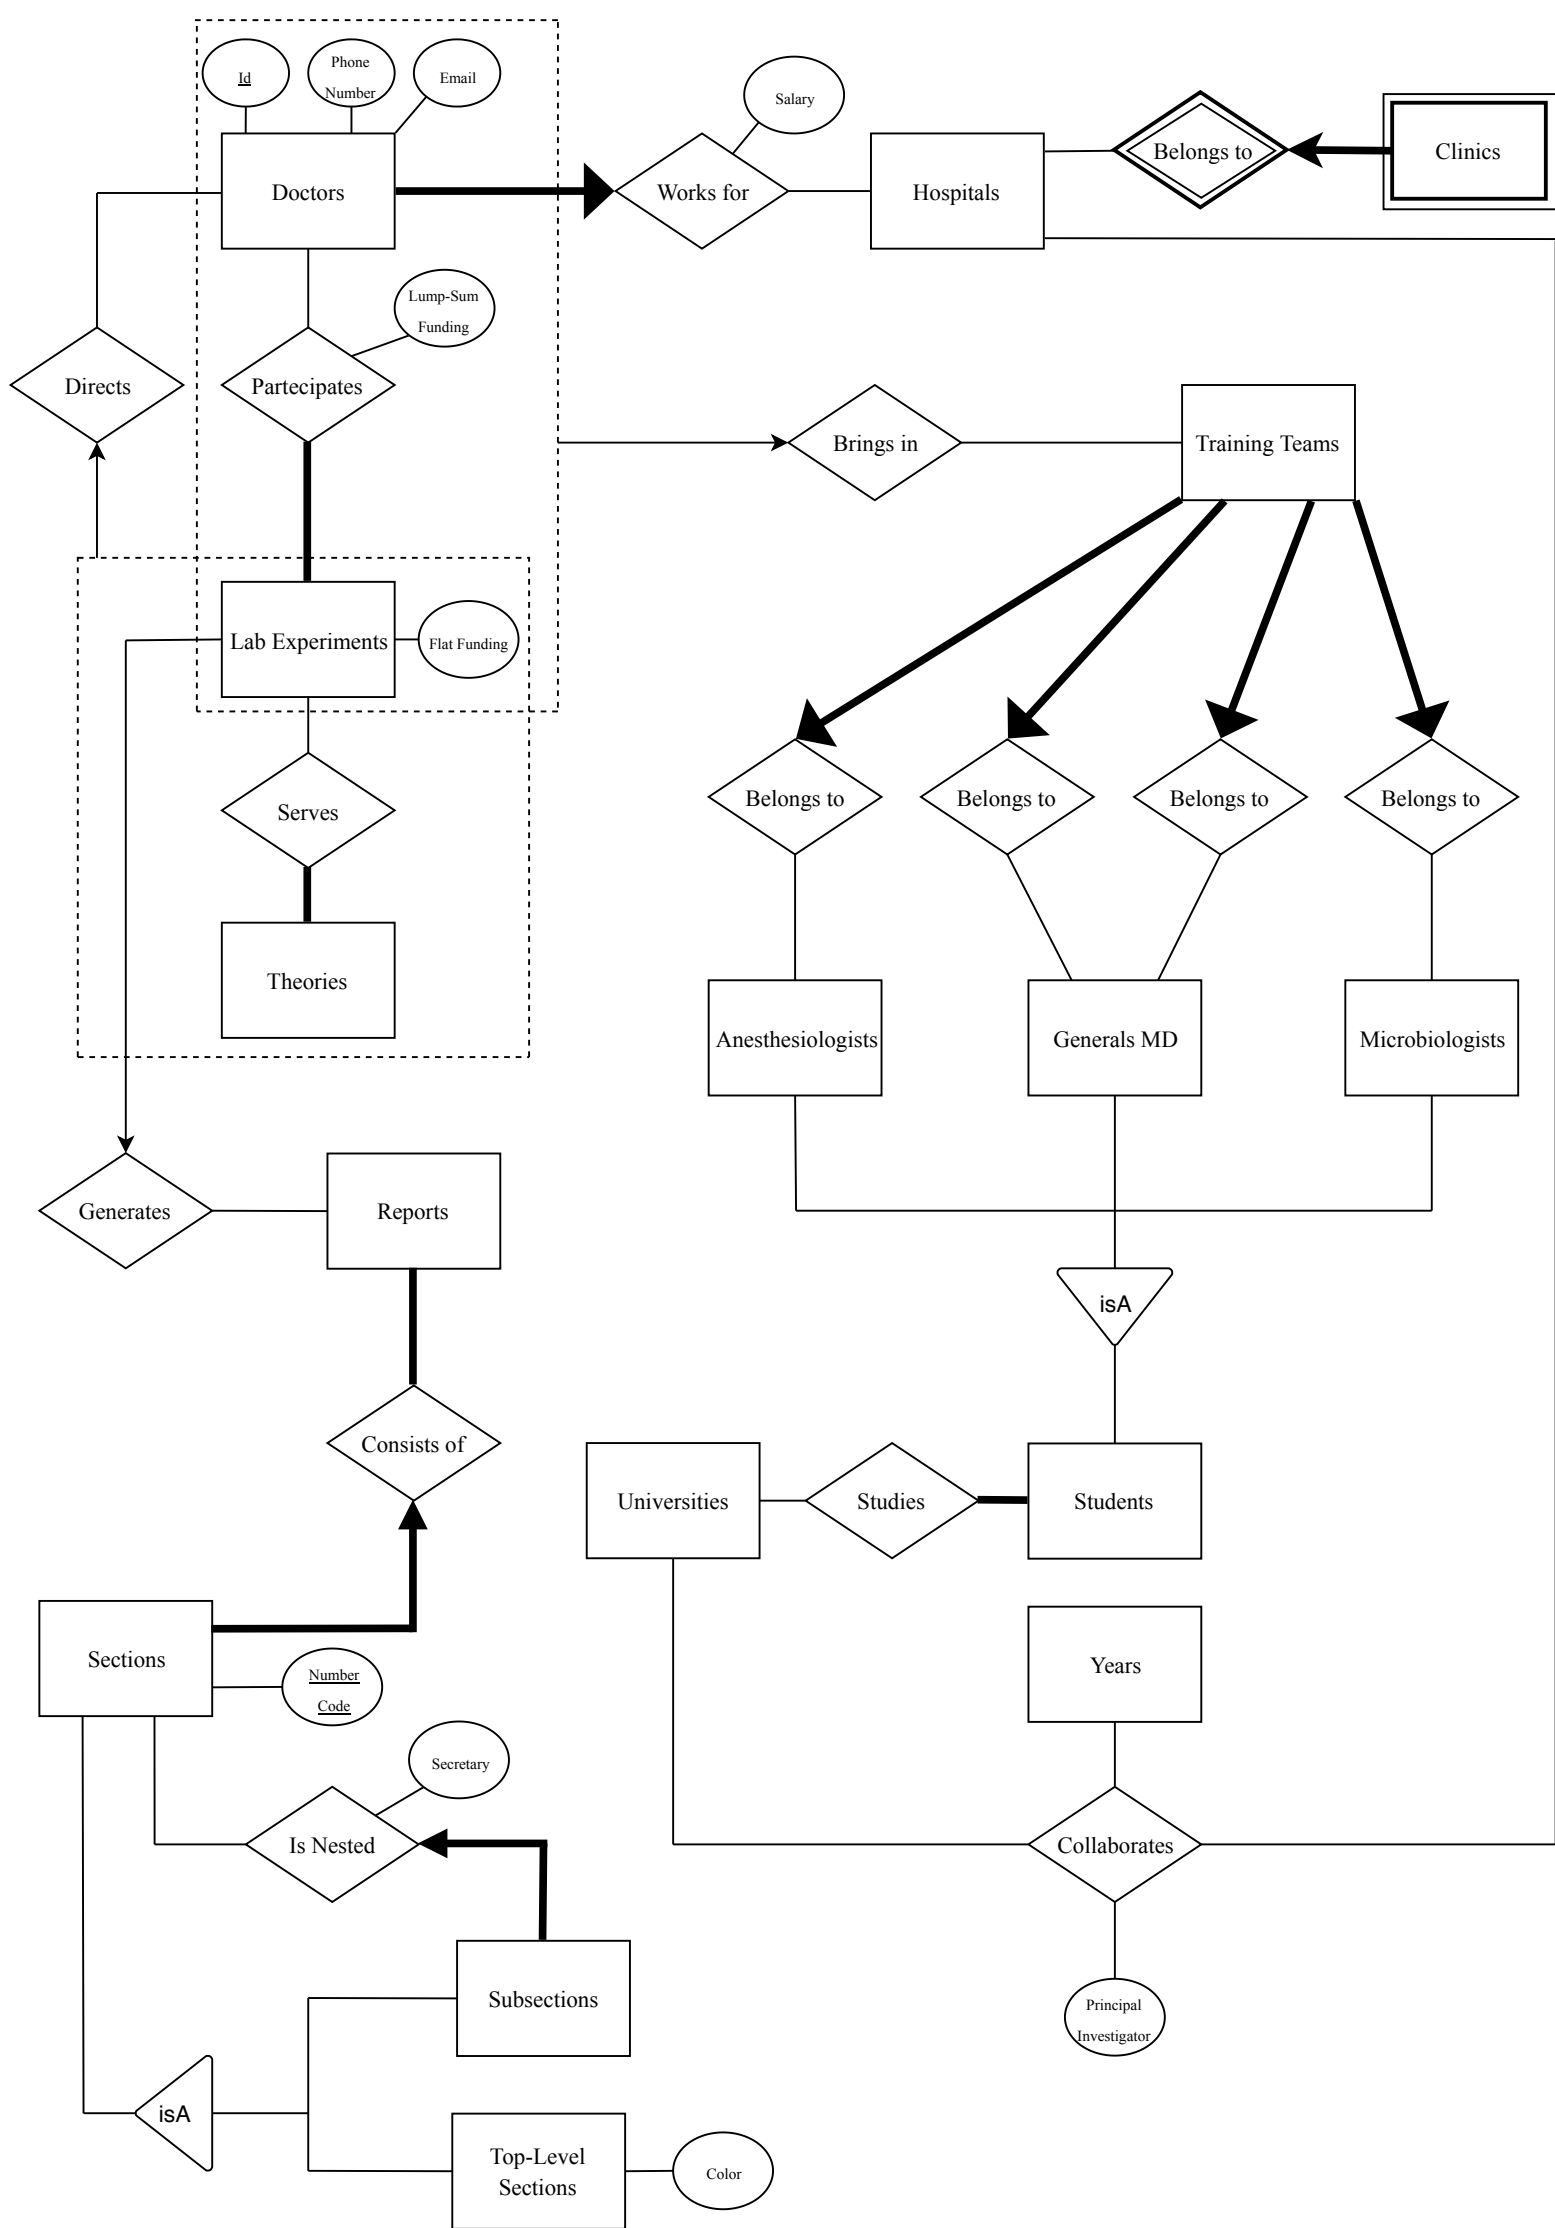 Id
Phone
Number
Email
Salary
Doctors
Works for
Hospitals
Belongs to
Clinics
Lump-Sum
Funding
Directs
Partecipates
Brings in
Training Teams
Lab Experiments
Flat Funding
Serves
Belongs to
Belongs to
Belongs to
Belongs to
Theories
Anesthesiologists
Generals MD
Microbiologists
Generates
Reports
isA
Consists of
Universities
Studies
Students
Sections
Number
Code
Years
Secretary
Is Nested
Collaborates
Subsections
Principal
Investigator
isA
Top-Level
Sections
Color